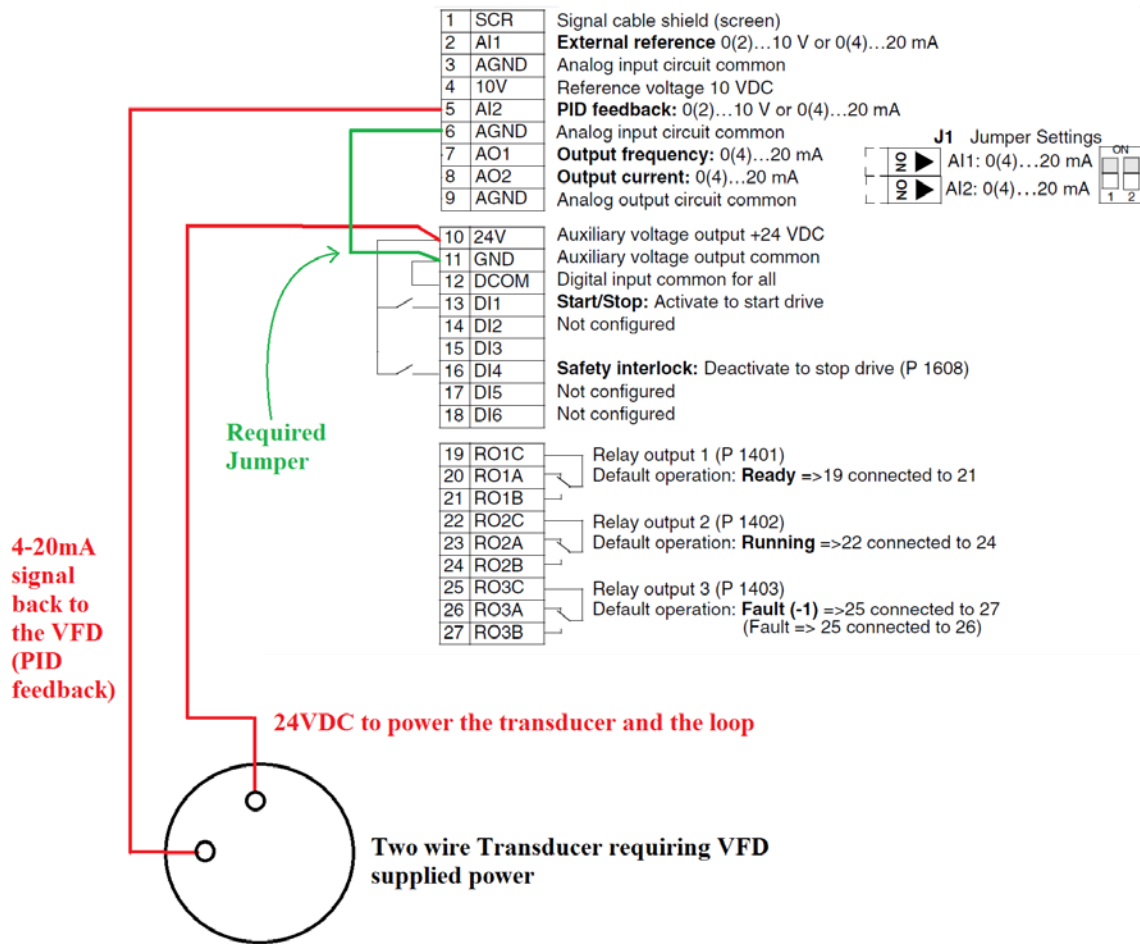 1 SCR Signal cable shield (screen)
2 AI1 External reference 0(2)...10 V or 0(4)...20 mA
3 AGND Analog input circuit common
4 10V Reference voltage 10 VDC
5 AI2 PID feedback: 0(2)...10 V or 0(4)...20 mA
6 AGND Analog input circuit common
7 AO1 Output frequency: 0(4)...20 mA
8 AO2 Output current: 0(4)...20 mA
9 AGND Analog output circuit common
J1 Jumper Settings
ON AI1: 0(4)...20 mA
ON AI2: 0(4)...20 mA
ON
1 2
10 24V Auxiliary voltage output +24 VDC
11 GND Auxiliary voltage output common
12 DCOM Digital input common for all
13 DI1 Start/Stop: Activate to start drive
14 DI2 Not configured
15 DI3
16 DI4 Safety interlock: Deactivate to stop drive (P 1608)
17 DI5 Not configured
18 DI6 Not configured
Required
Jumper
19 RO1C Relay output 1 (P 1401)
20 RO1A Default operation: Ready =>19 connected to 21
21 RO1B
22 RO2C Relay output 2 (P 1402)
23 RO2A Default operation: Running =>22 connected to 24
24 RO2B
25 RO3C Relay output 3 (P 1403)
26 RO3A Default operation: Fault (-1) =>25 connected to 27
27 RO3B (Fault => 25 connected to 26)
4-20mA
signal
back to
the VFD
(PID
feedback)
24VDC to power the transducer and the loop
Two wire Transducer requiring VFD
supplied power